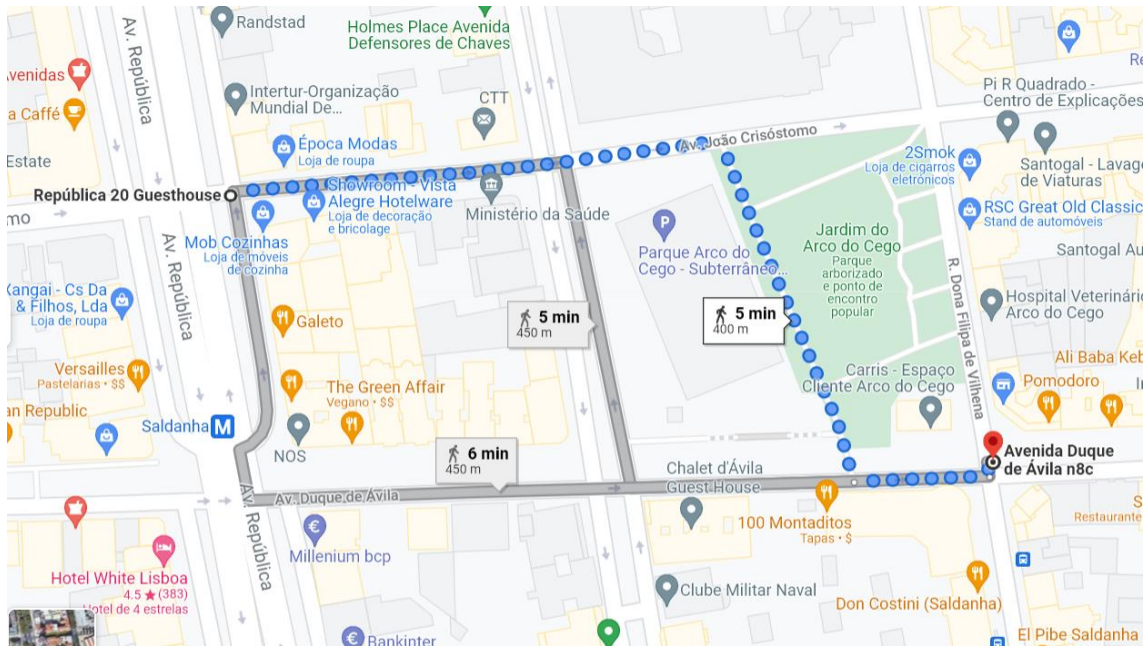 Randstad
Holmes Place Avenida
Defensores de Chaves
Av. República
Intertur-Organização
Mundial De...
CTT
Pi R Quadrado -
Centro de Explicações
a Caffé
Estate
Época Modas
Loja de roupa
Av. João Crisóstomo
2Smok
Loja de cigarros
eletrónicos
Santogal - Lavag
de Viaturas
República 20 Guesthouse
Showroom - Vista
Alegre Hotelware
Loja de decoração
e bricolage
Ministério da Saúde
RSC Great Old Classic
Stand de automóveis
Mob Cozinhas
Loja de móveis
de cozinha
Parque Arco do
Cego - Subterrâneo...
Jardim do
Arco do Cego
Parque
arborizado
e ponto de
encontro
popular
Santogal Au
Av. República
R. Dona Filipa de Vilhena
Xangai - Cs Da
& Filhos, Lda
Loja de roupa
Galeto
5 min
450 m
5 min
400 m
Hospital Veterinári
Arco do Cego
Versailles
Pastelarias • $$
Carris - Espaço
Cliente Arco do Cego
Ali Baba Keb
Pomodoro
an Republic
The Green Affair
Vegano • $$
Saldanha
M
NOS
6 min
450 m
Avenida Duque
de Ávila n8c
Chalet d'Ávila
Guest House
Av. Duque de Ávila
Av. República
100 Montaditos
Tapas • $
Restaurante
Millenium bcp
Hotel White Lisboa
4.5 ★ (383)
Hotel de 4 estrelas
Clube Militar Naval
Don Costini (Saldanha)
Bankinter
El Pibe Saldanha